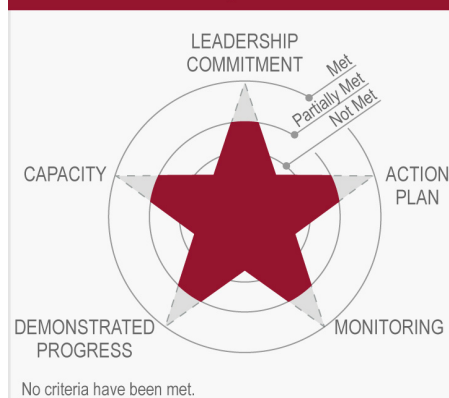 LEADERSHIP
COMMITMENT
Met
Partially Met
Not Met
CAPACITY
ACTION
PLAN
DEMONSTRATED
PROGRESS
MONITORING
No criteria have been met.